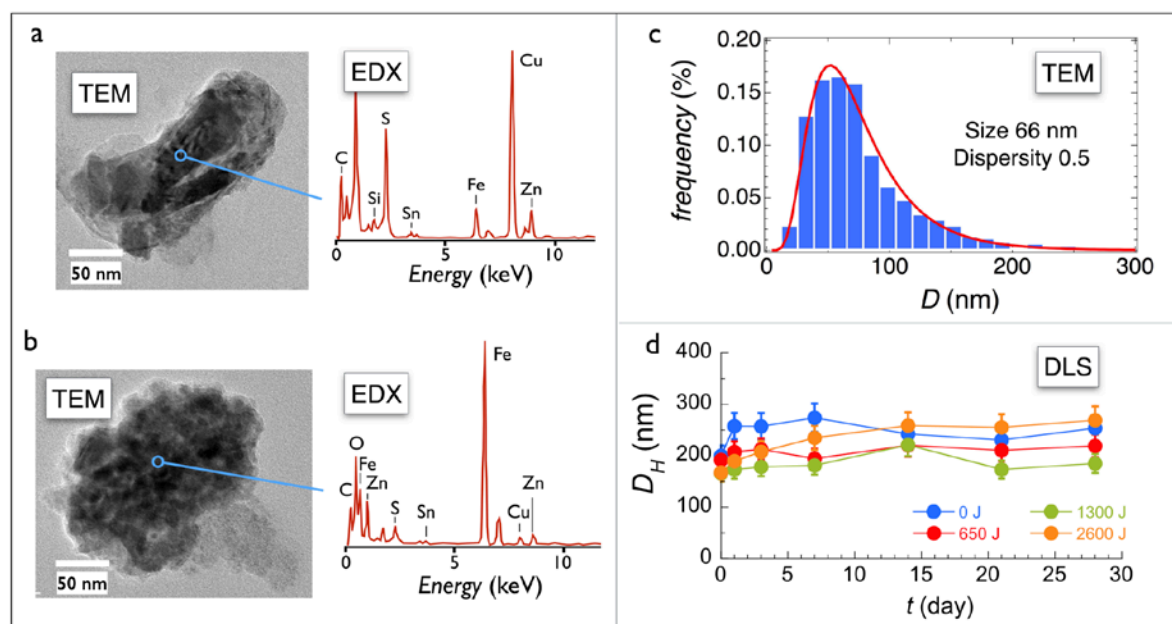 a
TEM
50 nm
EDX
C
Si
S
Sn
Fe
Cu
Zn
0
5
10
Energy (keV)
b
TEM
50 nm
EDX
C
O
Fe
Zn
S
Sn
Fe
Cu
Zn
0
5
10
Energy (keV)
c
TEM
Size 66 nm
Dispersity 0.5
frequency (%)
0.20
0.15
0.10
0.05
0.00
0
100
200
300
D (nm)
d
DLS
D_H (nm)
400
300
200
100
0
0 J
1300 J
650 J
2600 J
0
5
10
15
20
25
30
t (day)